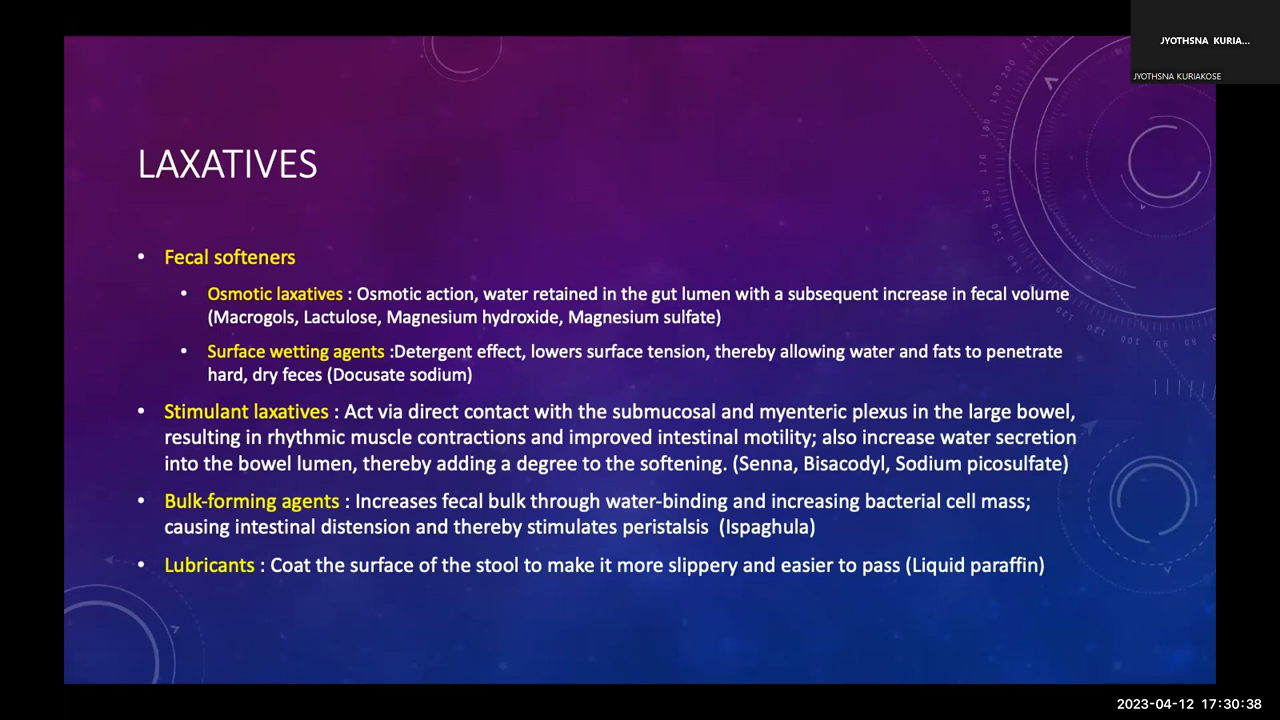 JYOTHSNA KURIA...
JYOTHSNA KURIAKOSE
LAXATIVES
• Fecal softeners
• Osmotic laxatives : Osmotic action, water retained in the gut lumen with a subsequent increase in fecal volume
(Macrogols, Lactulose, Magnesium hydroxide, Magnesium sulfate)
• Surface wetting agents :Detergent effect, lowers surface tension, thereby allowing water and fats to penetrate
hard, dry feces (Docusate sodium)
• Stimulant laxatives : Act via direct contact with the submucosal and myenteric plexus in the large bowel,
resulting in rhythmic muscle contractions and improved intestinal motility; also increase water secretion
into the bowel lumen, thereby adding a degree to the softening. (Senna, Bisacodyl, Sodium picosulfate)
• Bulk-forming agents : Increases fecal bulk through water-binding and increasing bacterial cell mass;
causing intestinal distension and thereby stimulates peristalsis (Ispaghula)
• Lubricants : Coat the surface of the stool to make it more slippery and easier to pass (Liquid paraffin)
2023-04-12 17:30:38